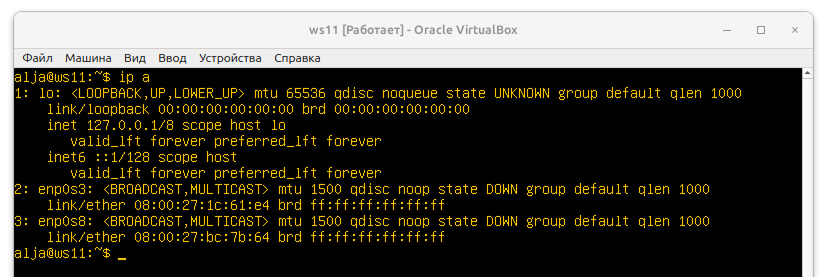 ws11 [Работает] - Oracle VirtualBox
Файл Машина Вид Ввод Устройства Справка
alja@ws11:~$ ip a
1: lo: <LOOPBACK,UP,LOWER_UP> mtu 65536 qdisc noqueue state UNKNOWN group default qlen 1000
    link/loopback 00:00:00:00:00:00 brd 00:00:00:00:00:00
    inet 127.0.0.1/8 scope host lo
       valid_lft forever preferred_lft forever
    inet6 ::1/128 scope host
       valid_lft forever preferred_lft forever
2: enp0s3: <BROADCAST,MULTICAST> mtu 1500 qdisc noop state DOWN group default qlen 1000
    link/ether 08:00:27:1c:61:e4 brd ff:ff:ff:ff:ff:ff
3: enp0s8: <BROADCAST,MULTICAST> mtu 1500 qdisc noop state DOWN group default qlen 1000
    link/ether 08:00:27:bc:7b:64 brd ff:ff:ff:ff:ff:ff
alja@ws11:~$ _